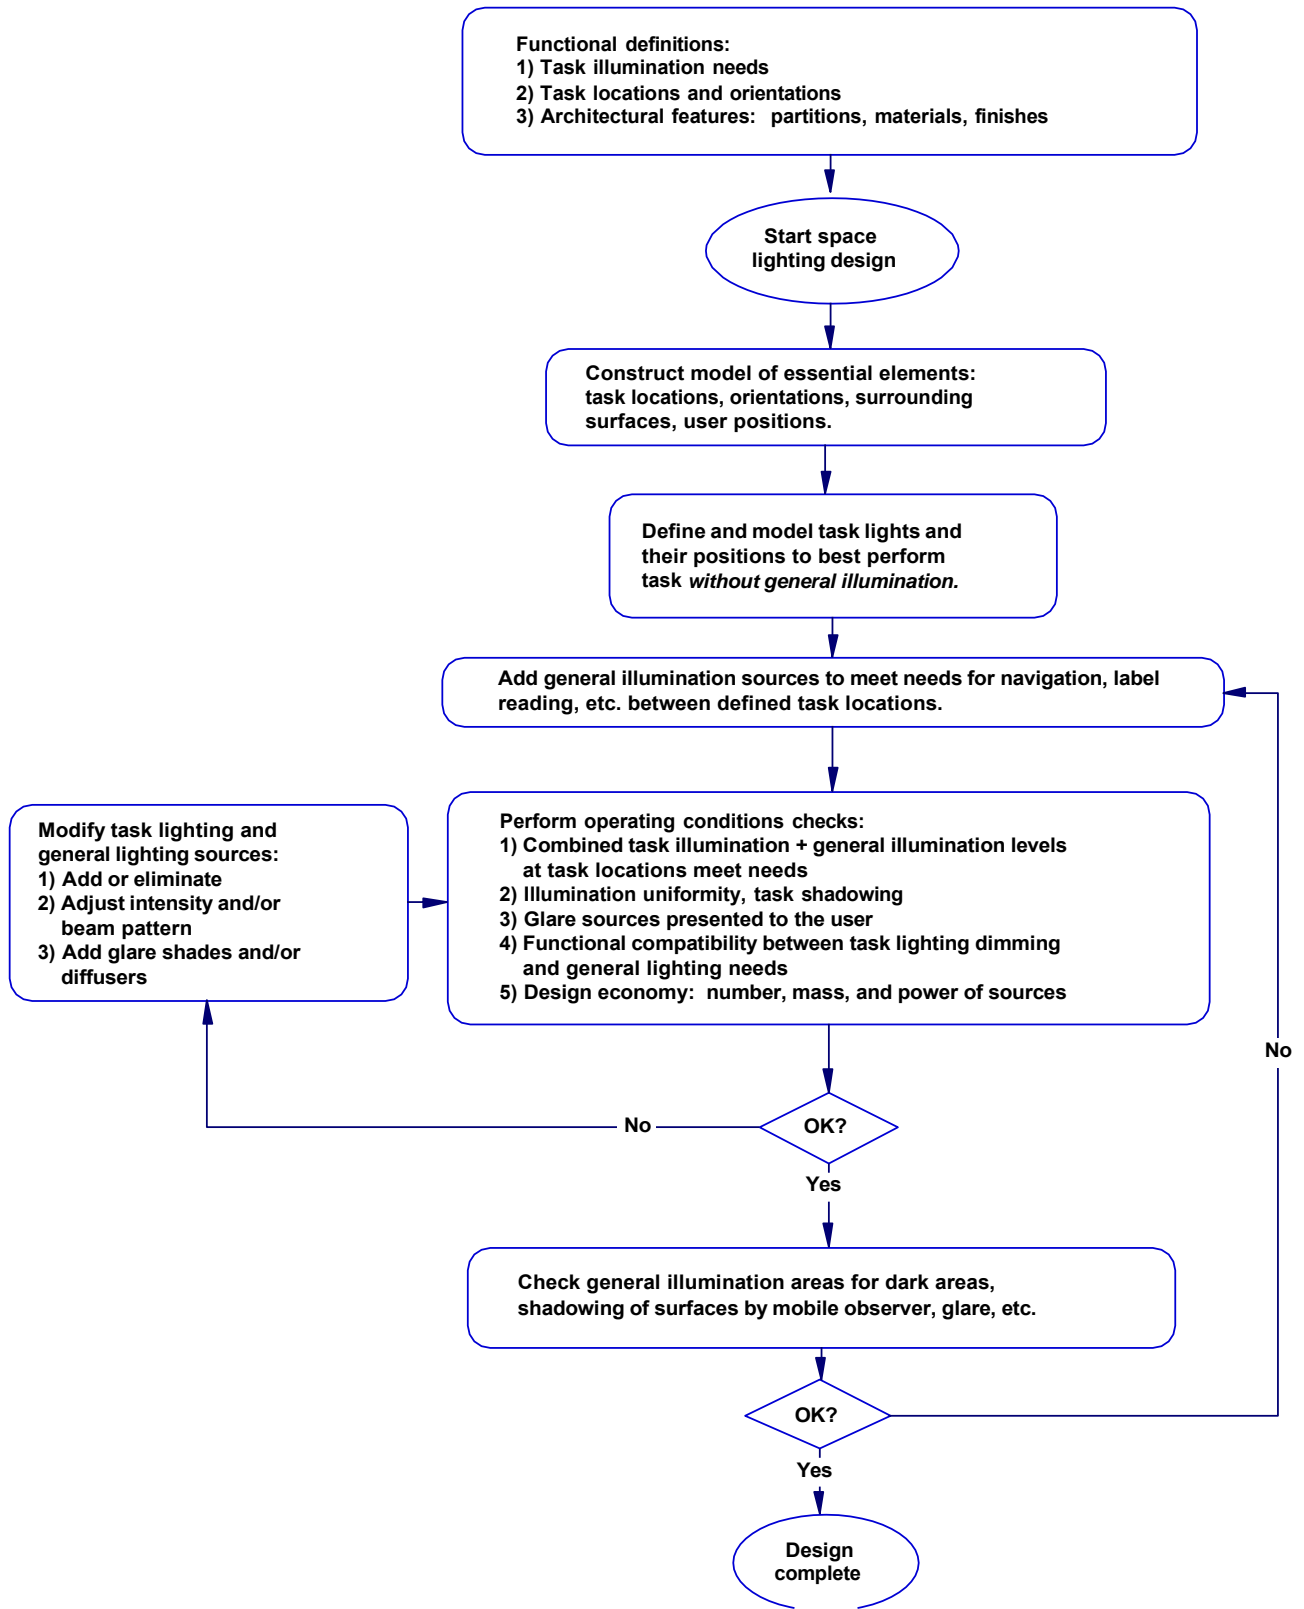 Functional definitions:
1) Task illumination needs
2) Task locations and orientations
3) Architectural features: partitions, materials, finishes
Start space
lighting design
Construct model of essential elements:
task locations, orientations, surrounding
surfaces, user positions.
Define and model task lights and
their positions to best perform
task without general illumination.
Add general illumination sources to meet needs for navigation, label
reading, etc. between defined task locations.
Modify task lighting and
general lighting sources:
1) Add or eliminate
2) Adjust intensity and/or
beam pattern
3) Add glare shades and/or
diffusers
Perform operating conditions checks:
1) Combined task illumination + general illumination levels
at task locations meet needs
2) Illumination uniformity, task shadowing
3) Glare sources presented to the user
4) Functional compatibility between task lighting dimming
and general lighting needs
5) Design economy: number, mass, and power of sources
No
No
OK?
Yes
Check general illumination areas for dark areas,
shadowing of surfaces by mobile observer, glare, etc.
OK?
Yes
Design
complete